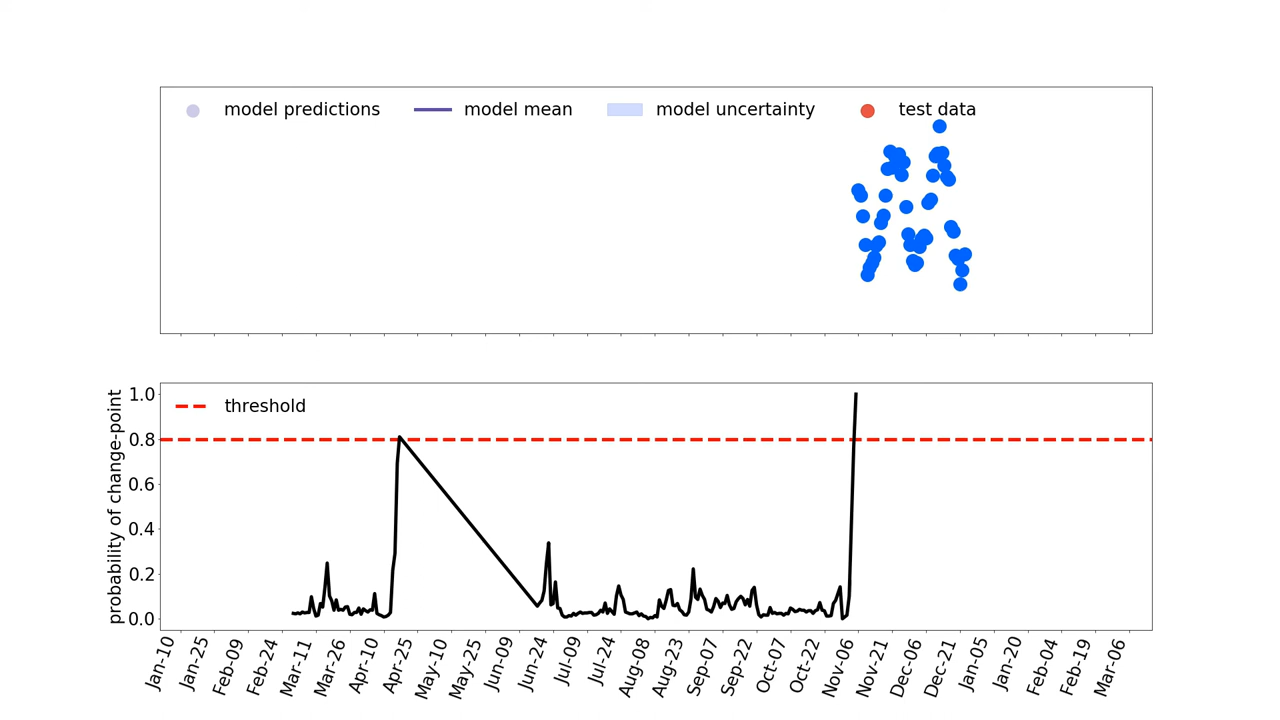 model predictions model mean model uncertainty test data
threshold
probability of change-point
1.0
0.8
0.6
0.4
0.2
0.0
Jan-10 Jan-25 Feb-09 Feb-24 Mar-11 Mar-26 Apr-10 Apr-25 May-10 May-25 Jun-09 Jun-24 Jul-09 Jul-24 Aug-08 Aug-23 Sep-07 Sep-22 Oct-07 Oct-22 Nov-06 Nov-21 Dec-06 Dec-21 Jan-05 Jan-20 Feb-04 Feb-19 Mar-06